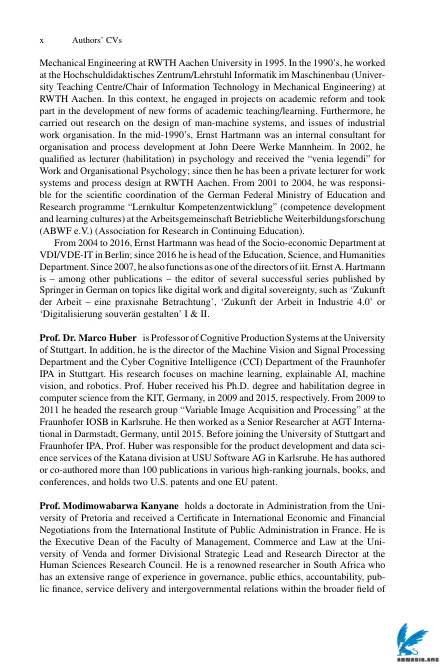 x Authors' CVs
Mechanical Engineering at RWTH Aachen University in 1995. In the 1990's, he worked
at the Hochschuldidaktisches Zentrum/Lehrstuhl Informatik im Maschinenbau (Univer-
sity Teaching Centre/Chair of Information Technology in Mechanical Engineering) at
RWTH Aachen. In this context, he engaged in projects on academic reform and took
part in the development of new forms of academic teaching/learning. Furthermore, he
carried out research on the design of man-machine systems, and issues of industrial
work organisation. In the mid-1990's, Ernst Hartmann was an internal consultant for
organisation and process development at John Deere Werke Mannheim. In 2002, he
qualified as lecturer (habilitation) in psychology and received the "venia legendi" for
Work and Organisational Psychology; since then he has been a private lecturer for work
systems and process design at RWTH Aachen. From 2001 to 2004, he was responsi-
ble for the scientific coordination of the German Federal Ministry of Education and
Research programme "Lernkultur Kompetenzentwicklung" (competence development
and learning cultures) at the Arbeitsgemeinschaft Betriebliche Weiterbildungsforschung
(ABWF e.V.) (Association for Research in Continuing Education).
From 2004 to 2016, Ernst Hartmann was head of the Socio-economic Department at
VDI/VDE-IT in Berlin; since 2016 he is head of the Education, Science, and Humanities
Department. Since 2007, he also functions as one of the directors of iit. Ernst A. Hartmann
is – among other publications – the editor of several successful series published by
Springer in German on topics like digital work and digital sovereignty, such as 'Zukunft
der Arbeit – eine praxisnahe Betrachtung', 'Zukunft der Arbeit in Industrie 4.0' or
'Digitalisierung souverän gestalten' I & II.
Prof. Dr. Marco Huber is Professor of Cognitive Production Systems at the University
of Stuttgart. In addition, he is the director of the Machine Vision and Signal Processing
Department and the Cyber Cognitive Intelligence (CCI) Department of the Fraunhofer
IPA in Stuttgart. His research focuses on machine learning, explainable AI, machine
vision, and robotics. Prof. Huber received his Ph.D. degree and habilitation degree in
computer science from the KIT, Germany, in 2009 and 2015, respectively. From 2009 to
2011 he headed the research group "Variable Image Acquisition and Processing" at the
Fraunhofer IOSB in Karlsruhe. He then worked as a Senior Researcher at AGT Interna-
tional in Darmstadt, Germany, until 2015. Before joining the University of Stuttgart and
Fraunhofer IPA, Prof. Huber was responsible for the product development and data sci-
ence services of the Katana division at USU Software AG in Karlsruhe. He has authored
or co-authored more than 100 publications in various high-ranking journals, books, and
conferences, and holds two U.S. patents and one EU patent.
Prof. Modimowabarwa Kanyane holds a doctorate in Administration from the Uni-
versity of Pretoria and received a Certificate in International Economic and Financial
Negotiations from the International Institute of Public Administration in France. He is
the Executive Dean of the Faculty of Management, Commerce and Law at the Uni-
versity of Venda and former Divisional Strategic Lead and Research Director at the
Human Sciences Research Council. He is a renowned researcher in South Africa who
has an extensive range of experience in governance, public ethics, accountability, pub-
lic finance, service delivery and intergovernmental relations within the broader field of